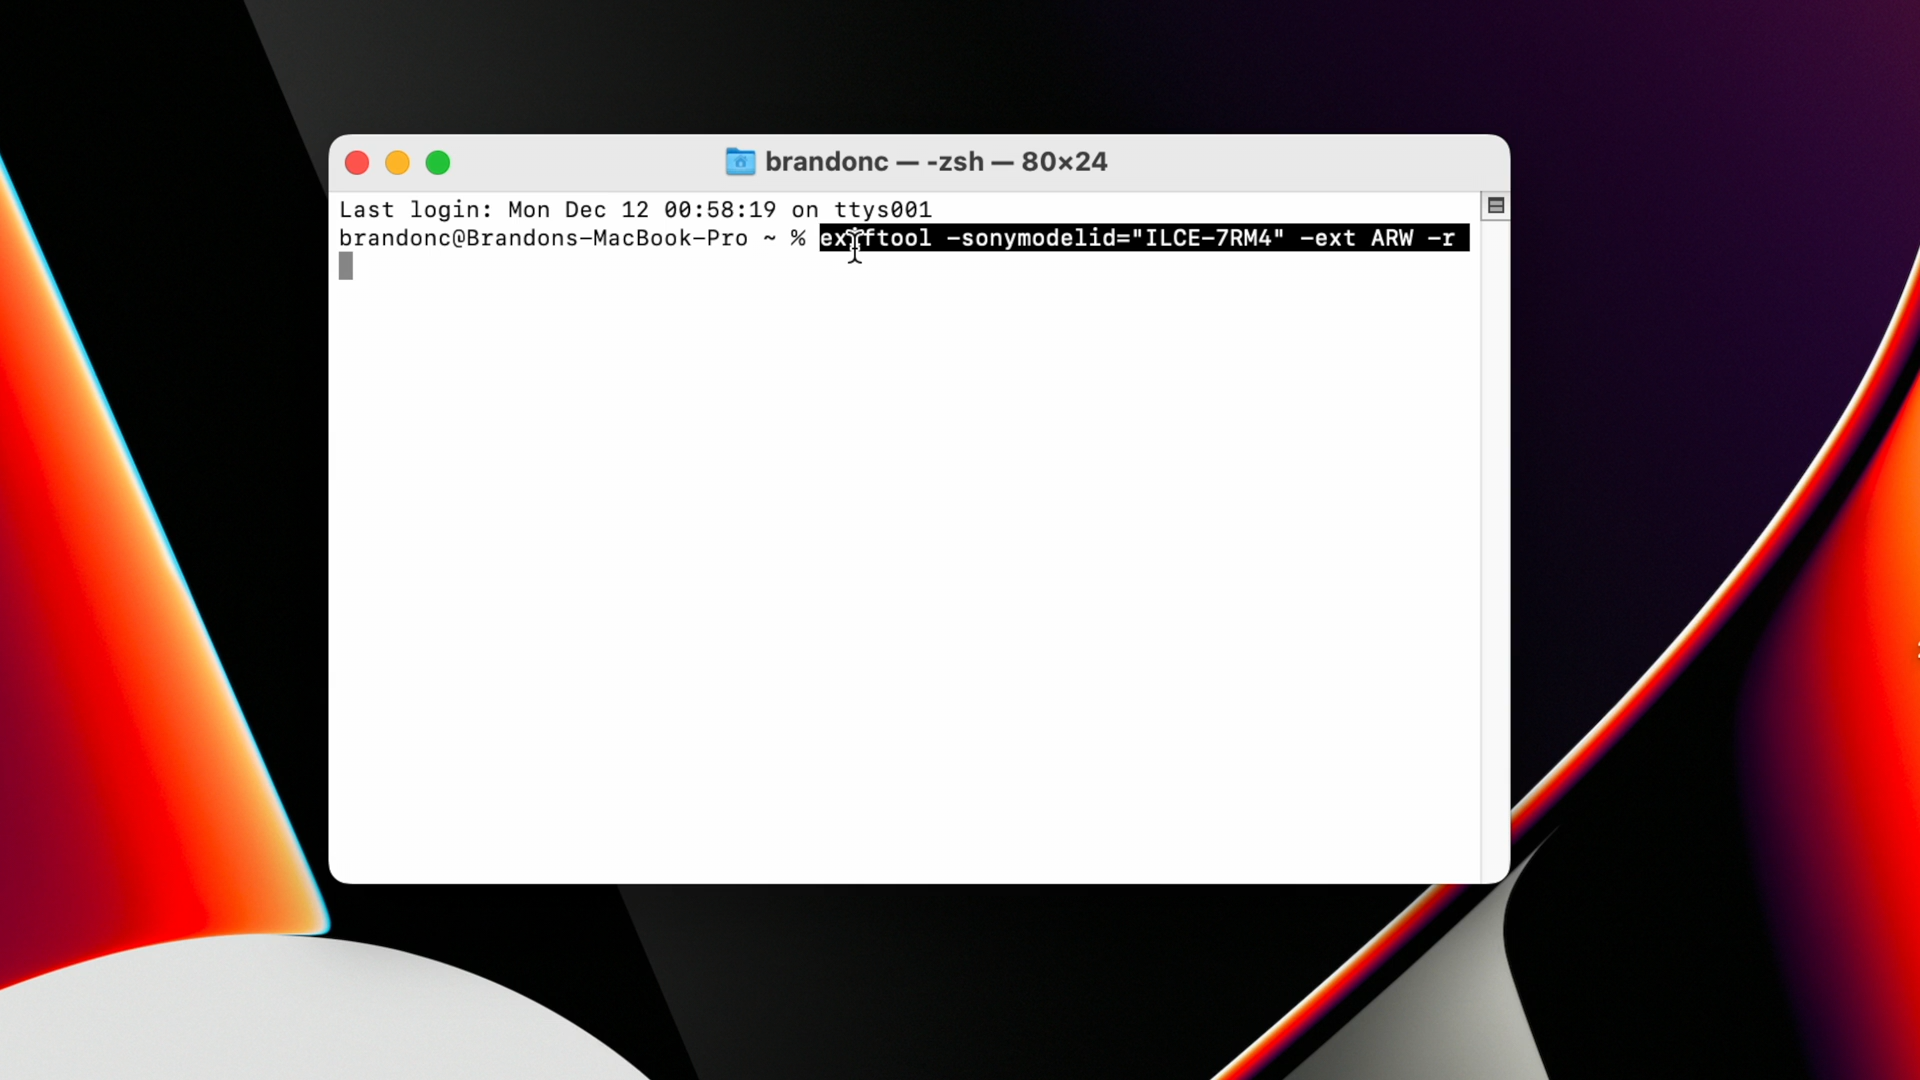 brandonc — -zsh — 80×24
Last login: Mon Dec 12 00:58:19 on ttys001
brandonc@Brandons-MacBook-Pro ~ % exiftool -sonymodelid="ILCE-7RM4" -ext ARW -r